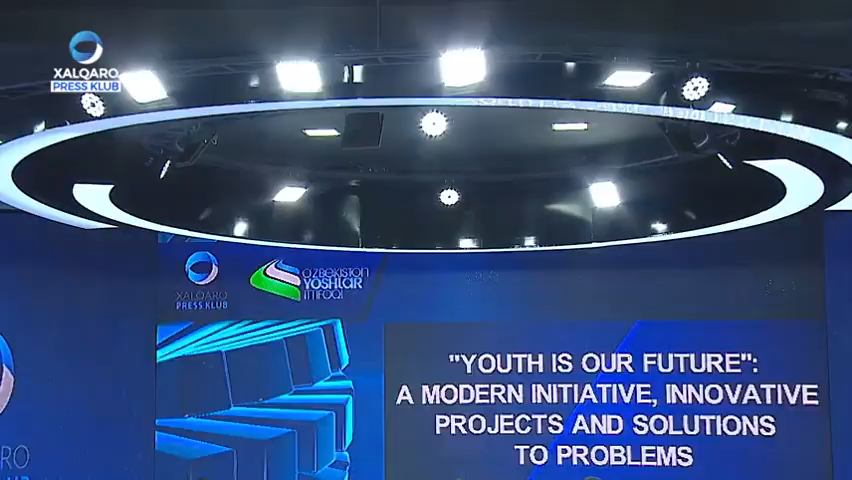 XALQARO
PRESS KLUB
XALQARO
PRESS KLUB
O'ZBEKISTON
YOSHLAR
ITTIFOQI
"YOUTH IS OUR FUTURE":
A MODERN INITIATIVE, INNOVATIVE
PROJECTS AND SOLUTIONS
TO PROBLEMS
RO